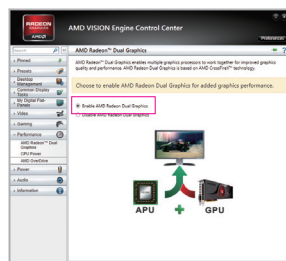 RADEON
GRAPHICS
AMD
AMD VISION Engine Control Center
Preferences
Search
Pinned
Presets
Desktop Management
Common Display Tasks
My Digital Flat-Panels
Video
Gaming
Performance
AMD Radeon™ Dual Graphics
CPU Power
AMD OverDrive
Power
Audio
Information
AMD Radeon™ Dual Graphics
AMD Radeon™ Dual Graphics enables multiple graphics processors to work together for improved graphics
quality and performance. AMD Radeon Dual Graphics is based on AMD CrossFireX™ technology.
Choose to enable AMD Radeon Dual Graphics for added graphics performance.
Enable AMD Radeon Dual Graphics
Disable AMD Radeon Dual Graphics
APU + GPU